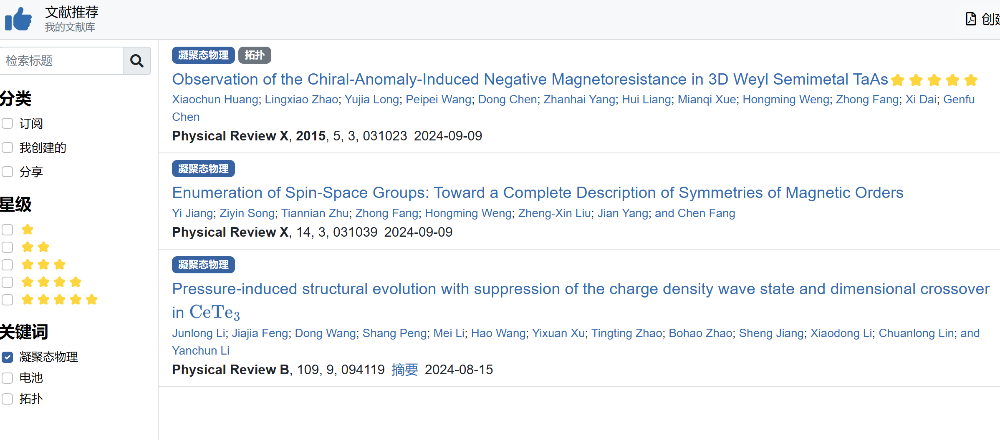 文献推荐
我的文献库
检索标题
分类
订阅
我创建的
分享
星级
关键词
凝聚态物理
电池
拓扑
凝聚态物理 拓扑
Observation of the Chiral-Anomaly-Induced Negative Magnetoresistance in 3D Weyl Semimetal TaAs
Xiaochun Huang; Lingxiao Zhao; Yujia Long; Peipei Wang; Dong Chen; Zhanhai Yang; Hui Liang; Mianqi Xue; Hongming Weng; Zhong Fang; Xi Dai; Genfu
Chen
Physical Review X, 2015, 5, 3, 031023 2024-09-09
凝聚态物理
Enumeration of Spin-Space Groups: Toward a Complete Description of Symmetries of Magnetic Orders
Yi Jiang; Ziyin Song; Tiannian Zhu; Zhong Fang; Hongming Weng; Zheng-Xin Liu; Jian Yang; and Chen Fang
Physical Review X, 14, 3, 031039 2024-09-09
凝聚态物理
Pressure-induced structural evolution with suppression of the charge density wave state and dimensional crossover
in CeTe₃
Junlong Li; Jiajia Feng; Dong Wang; Shang Peng; Mei Li; Hao Wang; Yixuan Xu; Tingting Zhao; Bohao Zhao; Sheng Jiang; Xiaodong Li; Chuanlong Lin; and
Yanchun Li
Physical Review B, 109, 9, 094119 摘要 2024-08-15